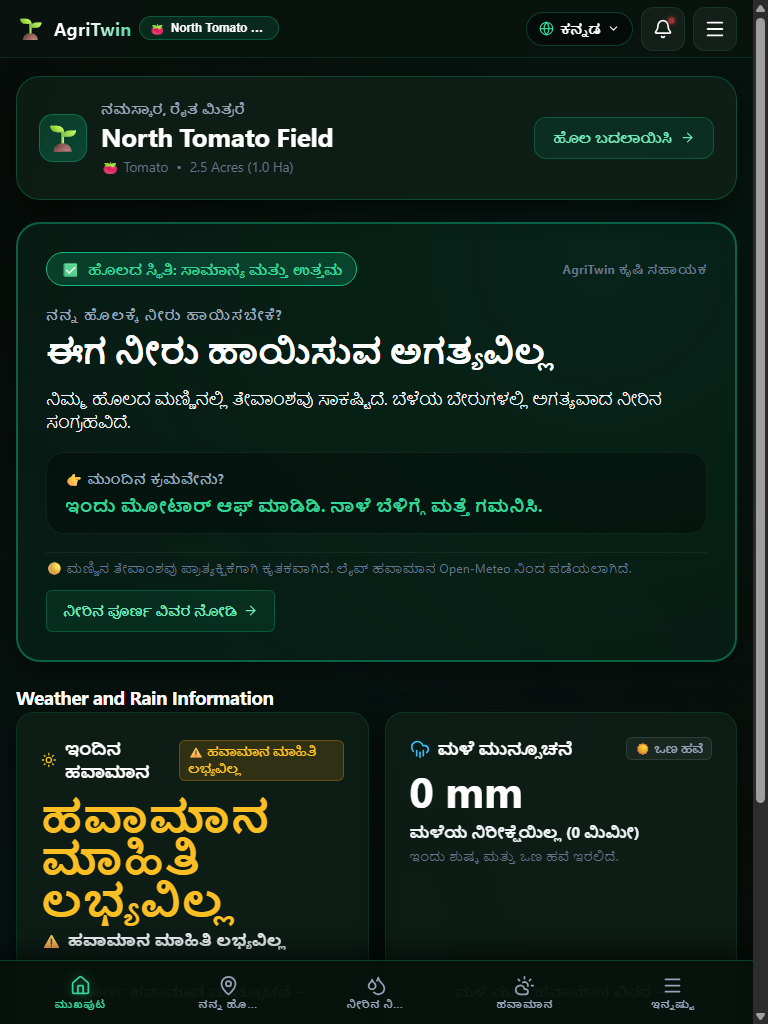 AgriTwin
North Tomato ...
ಕನ್ನಡ
ನಮಸ್ಕಾರ, ರೈತ ಮಿತ್ರರೆ
North Tomato Field
Tomato • 2.5 Acres (1.0 Ha)
ಹೊಲ ಬದಲಾಯಿಸಿ →
ಹೊಲದ ಸ್ಥಿತಿ: ಸಾಮಾನ್ಯ ಮತ್ತು ಉತ್ತಮ
AgriTwin ಕೃಷಿ ಸಹಾಯಕ
ನನ್ನ ಹೊಲಕ್ಕೆ ನೀರು ಹಾಯಿಸಬೇಕೆ?
ಈಗ ನೀರು ಹಾಯಿಸುವ ಅಗತ್ಯವಿಲ್ಲ
ನಿಮ್ಮ ಹೊಲದ ಮಣ್ಣಿನಲ್ಲಿ ತೇವಾಂಶವು ಸಾಕಷ್ಟಿದೆ. ಬೆಳೆಯ ಬೇರುಗಳಲ್ಲಿ ಅಗತ್ಯವಾದ ನೀರಿನ
ಸಂಗ್ರಹವಿದೆ.
ಮುಂದಿನ ಕ್ರಮವೇನು?
ಇಂದು ಮೋಟಾರ್ ಆಫ್ ಮಾಡಿಡಿ. ನಾಳೆ ಬೆಳಿಗ್ಗೆ ಮತ್ತೆ ಗಮನಿಸಿ.
ಮಣ್ಣಿನ ತೇವಾಂಶವು ಪ್ರಾತ್ಯಕ್ಷಿಕೆಗಾಗಿ ಕೃತಕವಾಗಿದೆ. ಲೈವ್ ಹವಾಮಾನ Open-Meteo ನಿಂದ ಪಡೆಯಲಾಗಿದೆ.
ನೀರಿನ ಪೂರ್ಣ ವಿವರ ನೋಡಿ →
Weather and Rain Information
ಇಂದಿನ
ಹವಾಮಾನ
ಹವಾಮಾನ ಮಾಹಿತಿ
ಲಭ್ಯವಿಲ್ಲ
ಹವಾಮಾನ
ಮಾಹಿತಿ
ಲಭ್ಯವಿಲ್ಲ
ಹವಾಮಾನ ಮಾಹಿತಿ ಲಭ್ಯವಿಲ್ಲ
ಮಳೆ ಮುನ್ಸೂಚನೆ
ಒಣ ಹವೆ
0 mm
ಮಳೆಯ ನಿರೀಕ್ಷೆಯಿಲ್ಲ (0 ಮಿಮೀ)
ಇಂದು ಶುಷ್ಕ ಮತ್ತು ಒಣ ಹವೆ ಇರಲಿದೆ.
ಮುಖಪುಟ
ನನ್ನ ಹೊ...
ನೀರಿನ ನಿ...
ಹವಾಮಾನ
ಇನ್ನಷ್ಟು